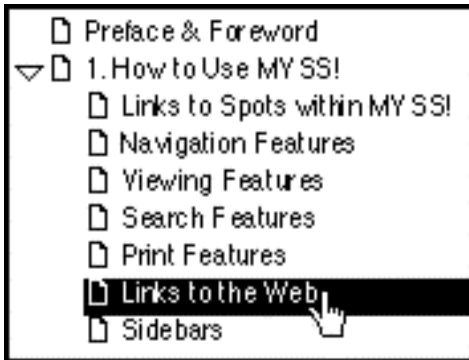 Preface & Foreword
1. How to Use MY SS!
Links to Spots within MY SS!
Navigation Features
Viewing Features
Search Features
Print Features
Links to the Web
Sidebars